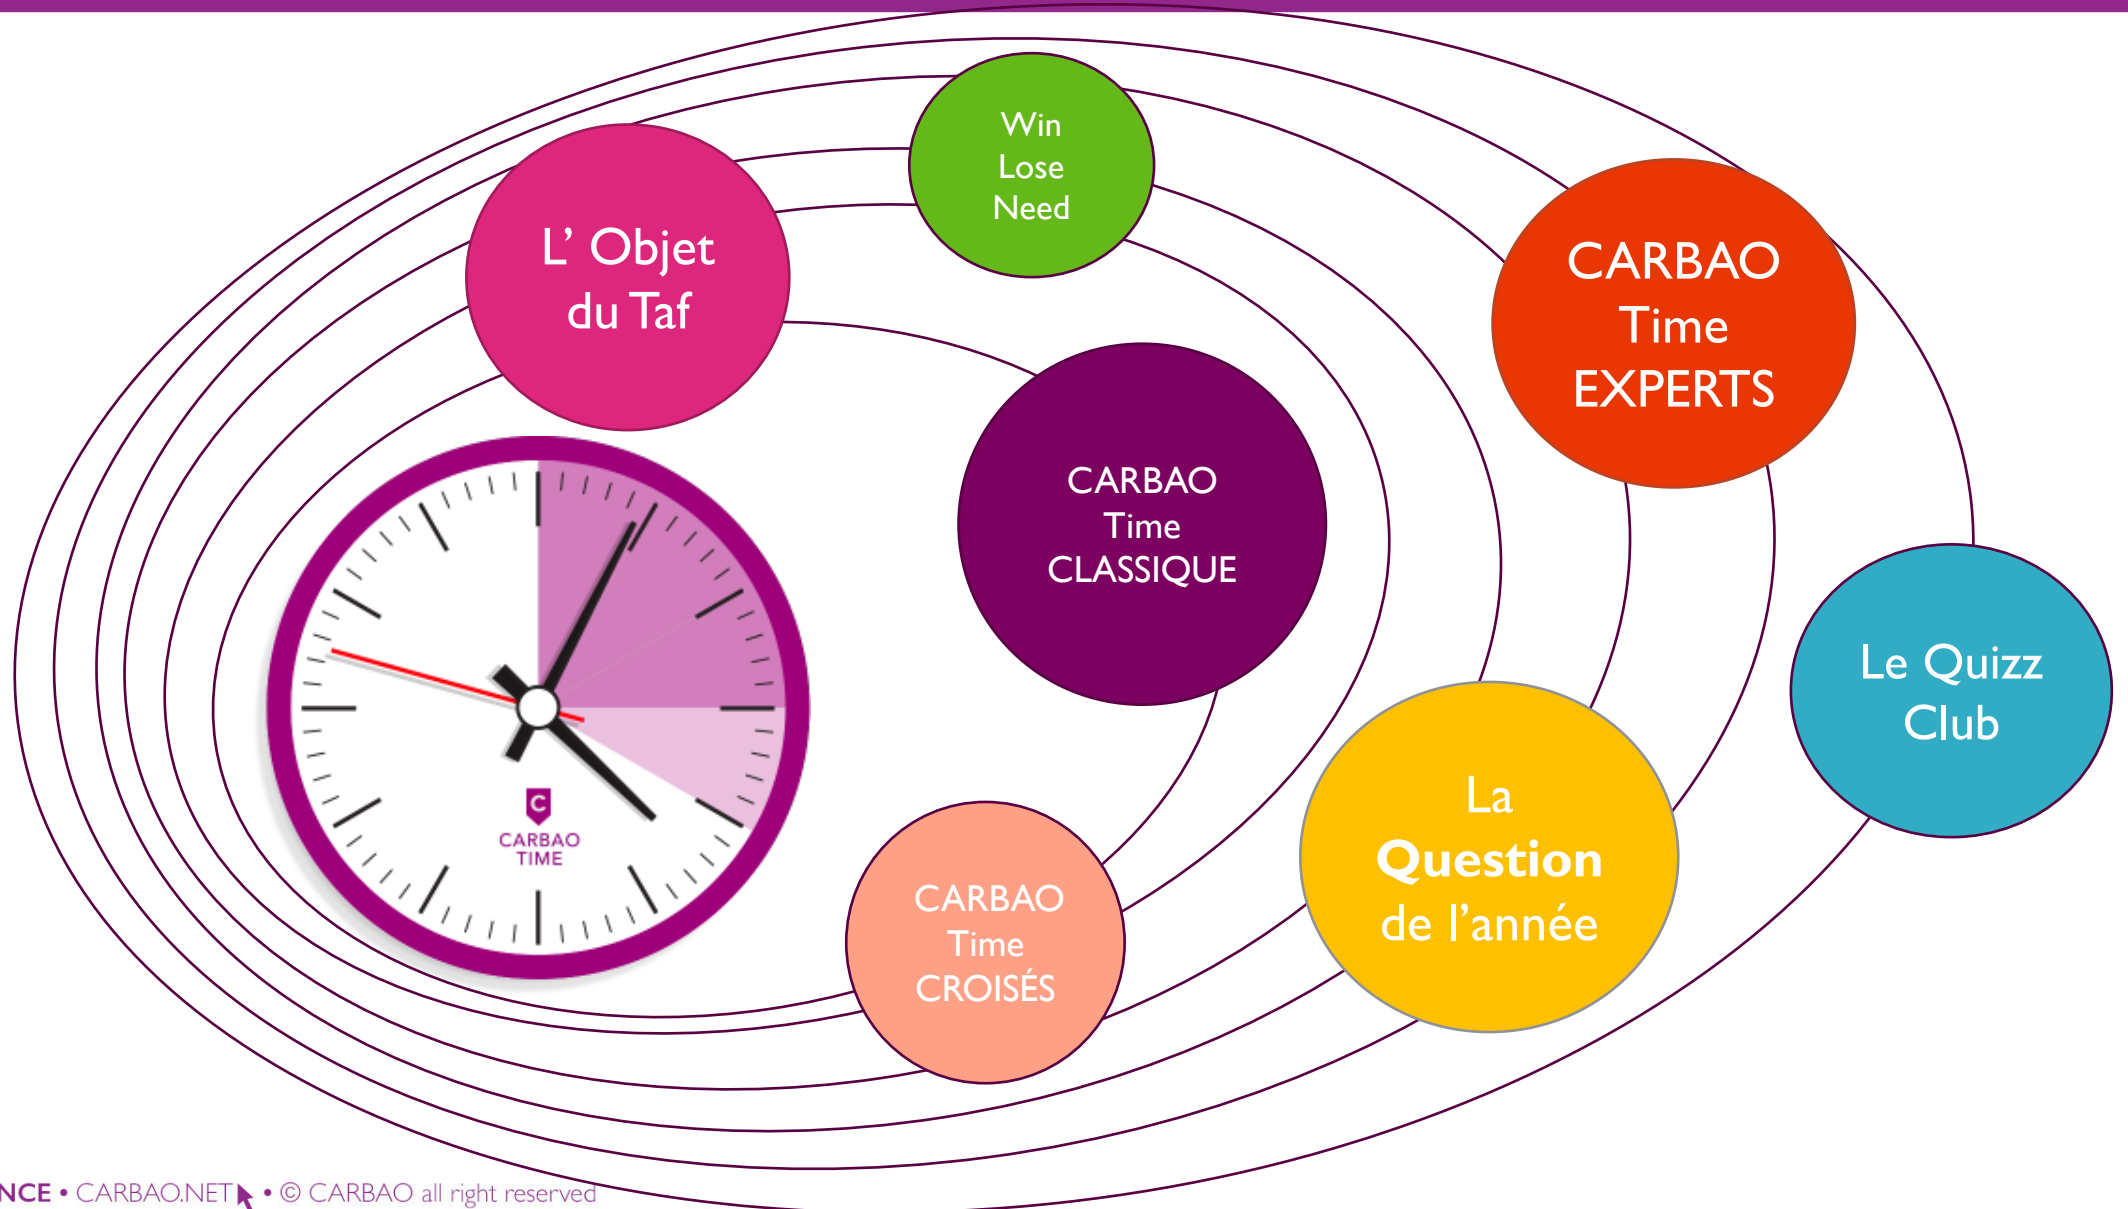 Win
Lose
Need
L' Objet
du Taf
CARBAO
Time
EXPERTS
CARBAO
Time
CLASSIQUE
Le Quizz
Club
La
Question
de l'année
C
CARBAO
TIME
CARBAO
Time
CROISÉS
NCE • CARBAO.NET • © CARBAO all right reserved